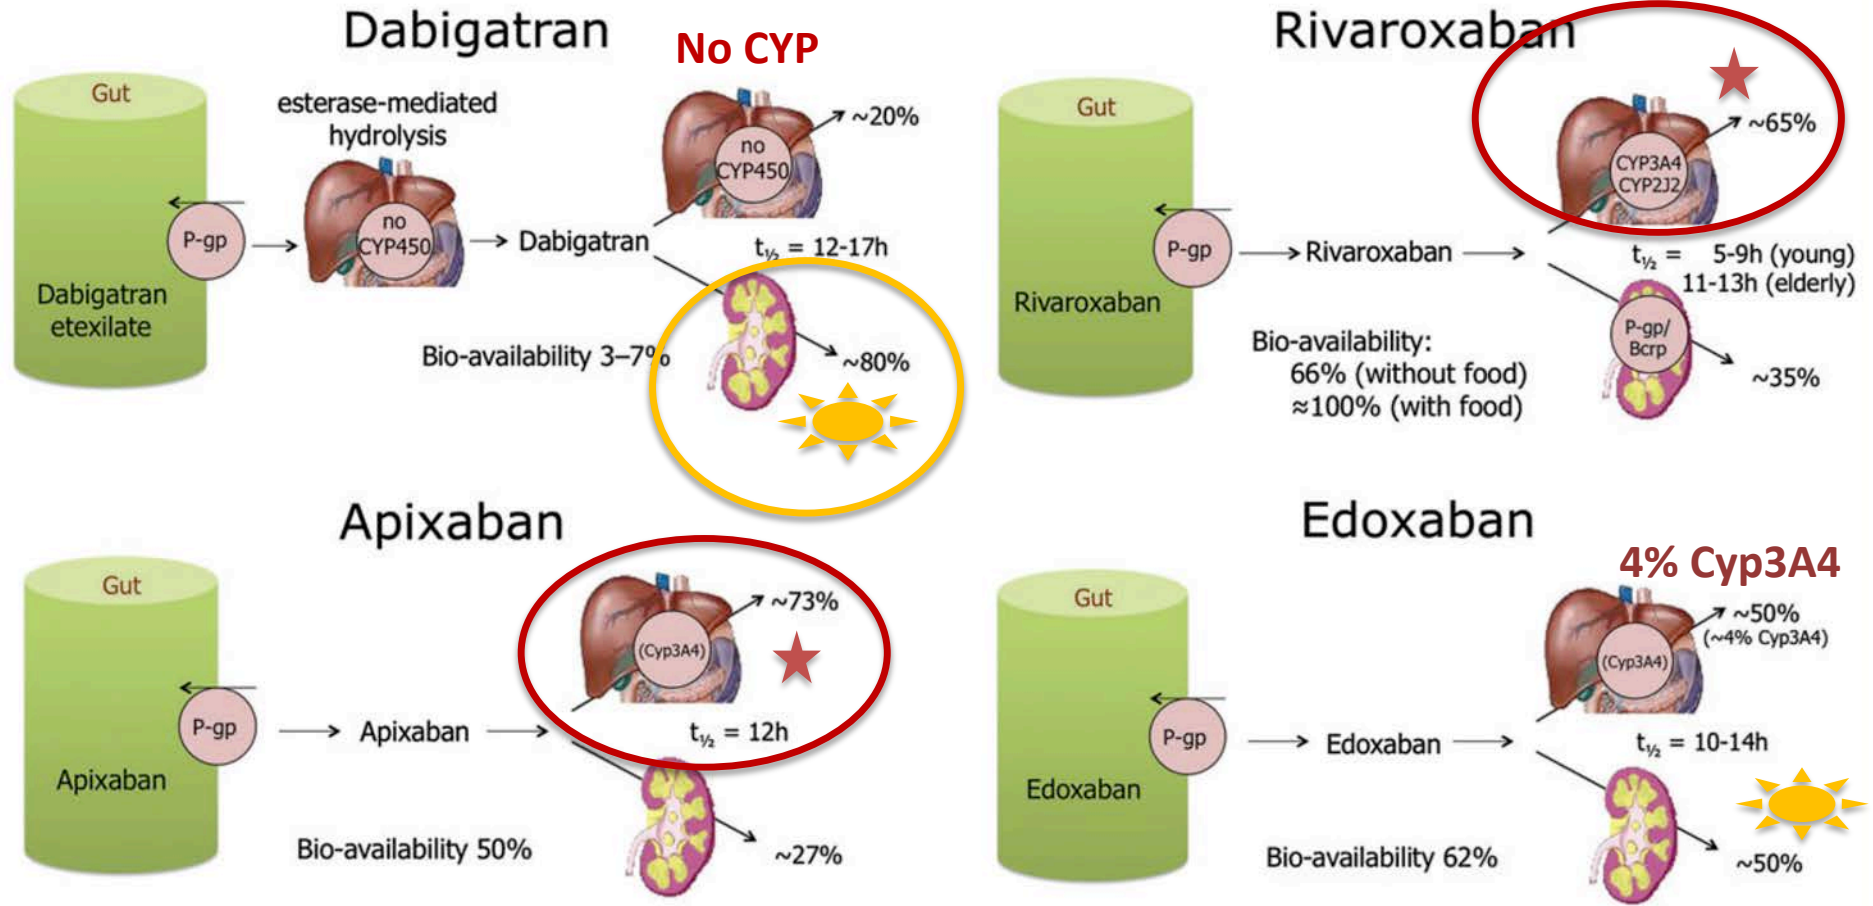 Dabigatran
No CYP
Gut
esterase-mediated
hydrolysis
~20%
no
CYP450
no
CYP450
P-gp
Dabigatran
t½ = 12-17h
Dabigatran
etexilate
Bio-availability 3–7%
~80%
Rivaroxaban
Gut
~65%
CYP3A4
CYP2J2
P-gp
Rivaroxaban
t½ = 5-9h (young)
11-13h (elderly)
Rivaroxaban
P-gp/
Bcrp
Bio-availability:
66% (without food)
≈100% (with food)
~35%
Apixaban
Gut
~73%
(Cyp3A4)
P-gp
Apixaban
t½ = 12h
Apixaban
Bio-availability 50%
~27%
Edoxaban
4% Cyp3A4
Gut
~50%
(~4% Cyp3A4)
(Cyp3A4)
P-gp
Edoxaban
t½ = 10-14h
Edoxaban
Bio-availability 62%
~50%